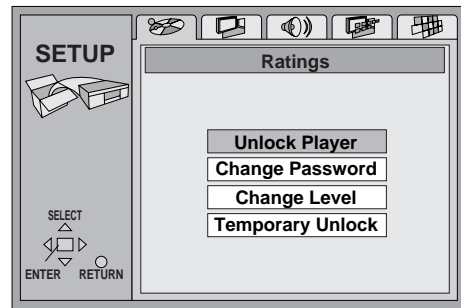 SETUP
Ratings
Unlock Player
Change Password
Change Level
Temporary Unlock
SELECT
ENTER RETURN